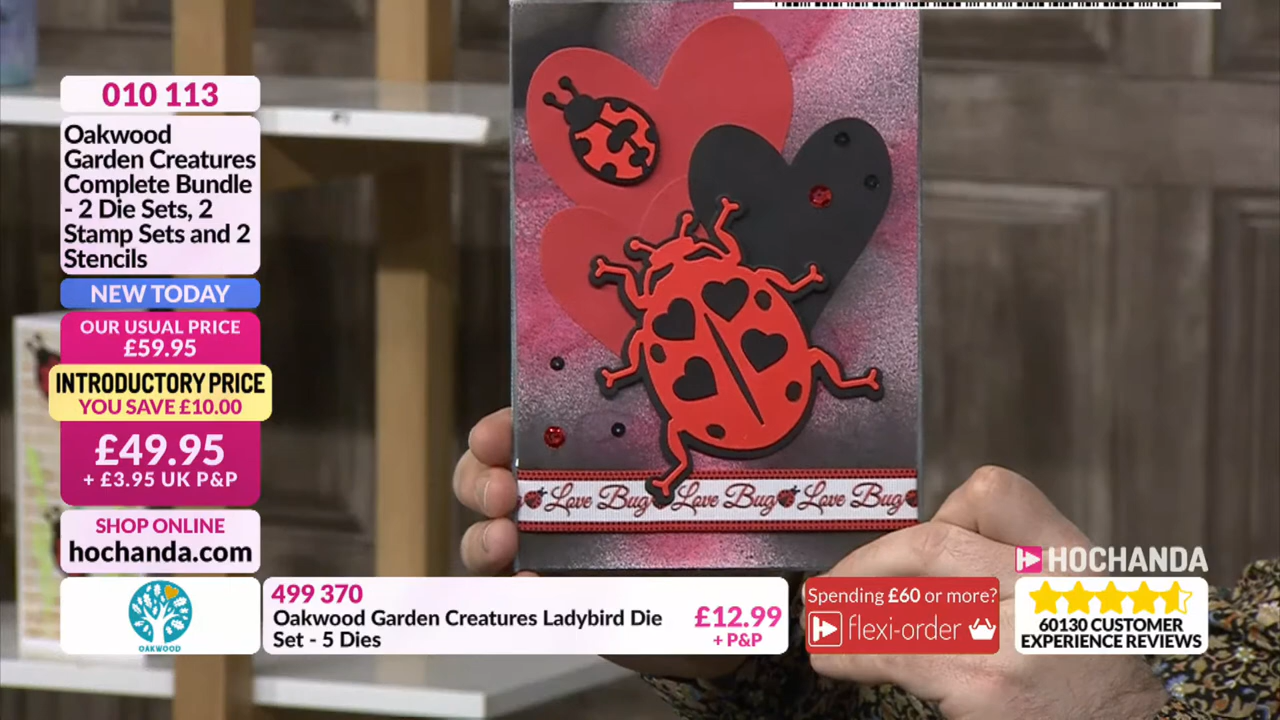 010 113
Oakwood
Garden Creatures
Complete Bundle
- 2 Die Sets, 2
Stamp Sets and 2
Stencils
NEW TODAY
OUR USUAL PRICE
£59.95
INTRODUCTORY PRICE
YOU SAVE £10.00
£49.95
+ £3.95 UK P&P
SHOP ONLINE
hochanda.com
OAKWOOD
Love Bug Love Bug Love Bug
499 370
Oakwood Garden Creatures Ladybird Die
Set - 5 Dies
£12.99
+ P&P
Spending £60 or more?
flexi-order
HOCHANDA
60130 CUSTOMER
EXPERIENCE REVIEWS